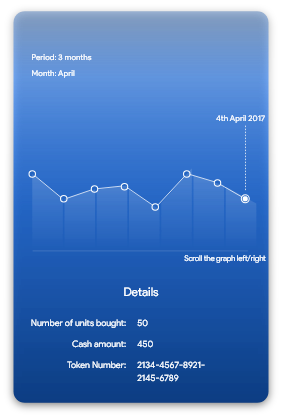 Period: 3 months
Month: April
4th April 2017
Scroll the graph left/right
Details
Number of units bought: 50
Cash amount: 450
Token Number: 2134-4567-8921-
2145-6789